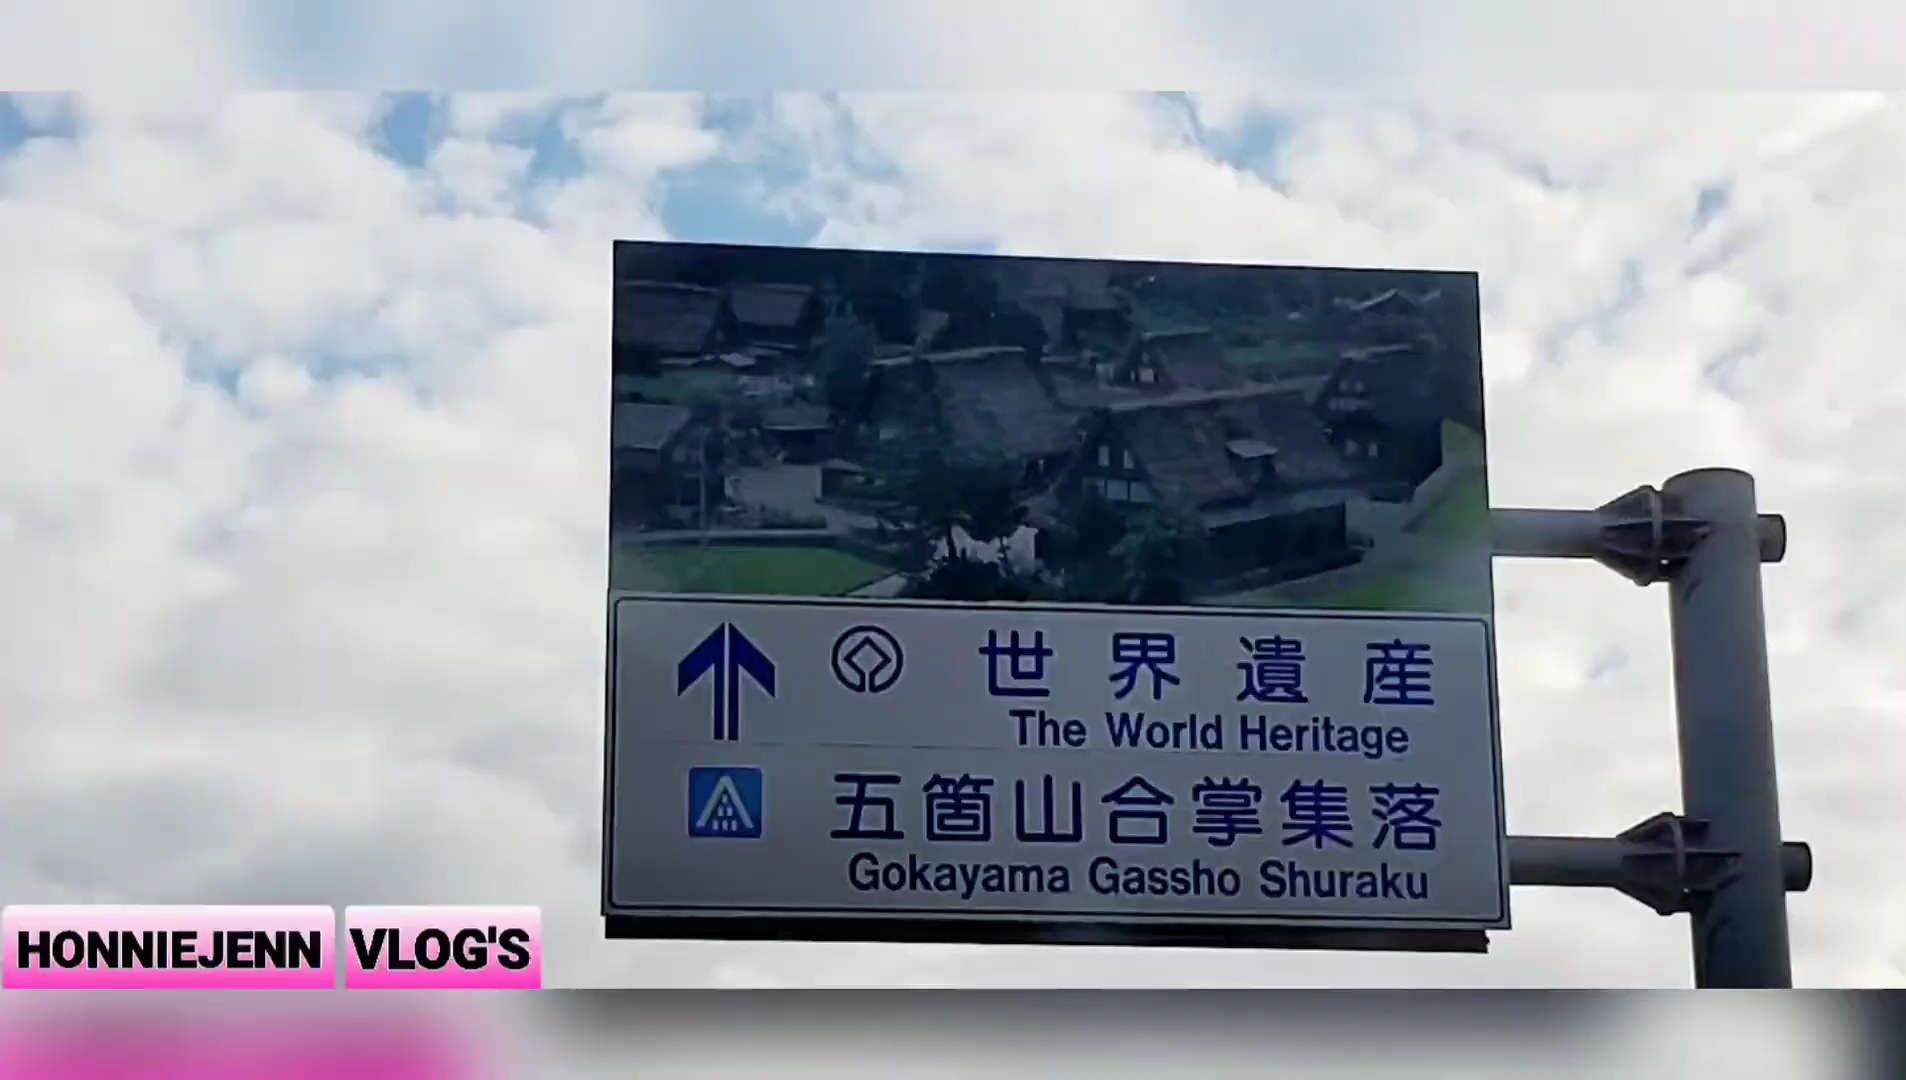 世界遺産
The World Heritage
五箇山合掌集落
Gokayama Gassho Shuraku
HONNIEJENN VLOG'S